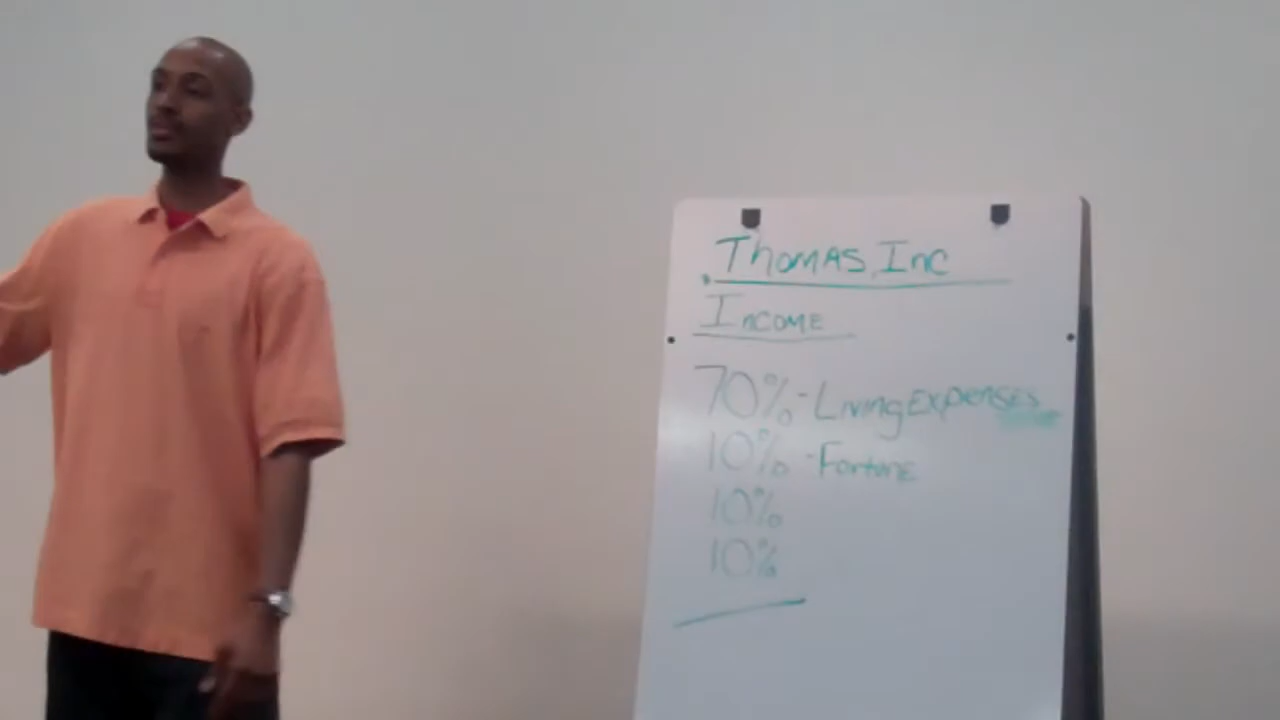 Thomas, Inc
Income
70% - Living Expenses
10% - Fortune
10%
10%